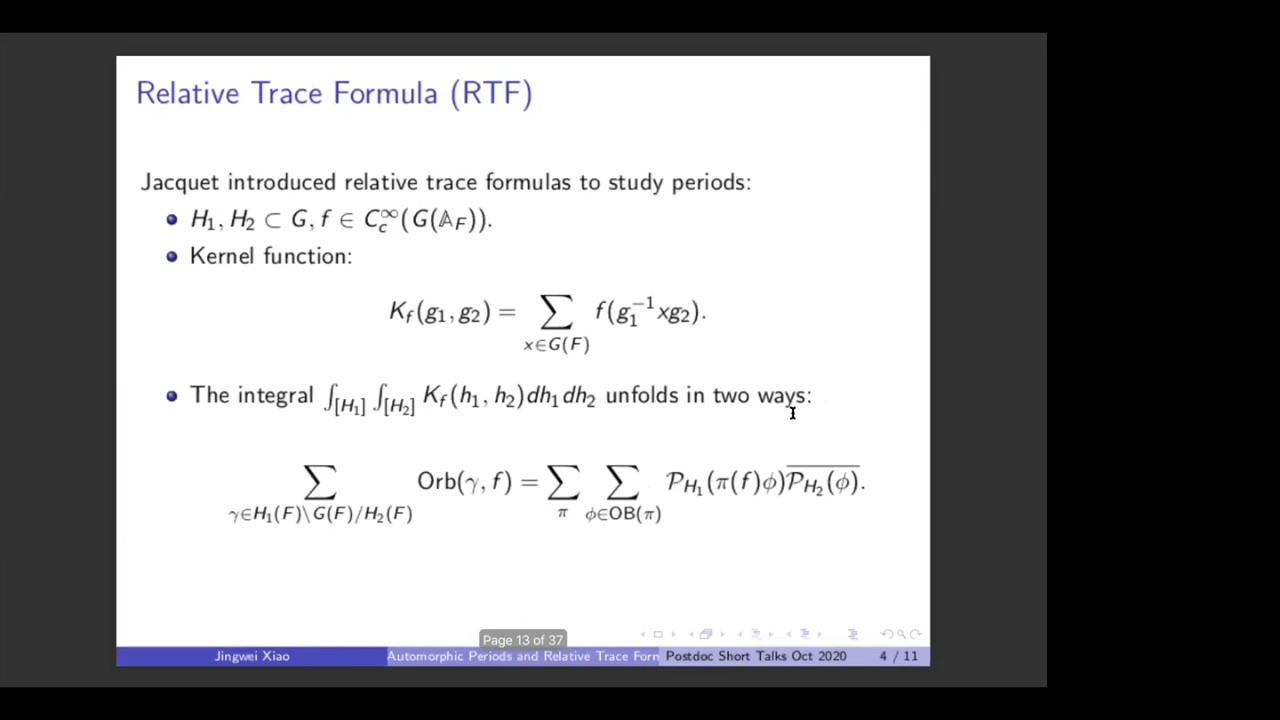 Relative Trace Formula (RTF)
Jacquet introduced relative trace formulas to study periods:
H₁, H₂ ⊂ G, f ∈ C_c^∞(G(𝔸_F)).
Kernel function:
K_f(g₁, g₂) = ∑_{x∈G(F)} f(g₁⁻¹xg₂).
The integral ∫_{[H₁]} ∫_{[H₂]} K_f(h₁, h₂)dh₁dh₂ unfolds in two ways:
∑_{γ∈H₁(F)\G(F)/H₂(F)} Orb(γ, f) = ∑_π ∑_{φ∈OB(π)} 𝒫_{H₁}(π(f)φ)\overline{𝒫_{H₂}(φ)}.
Page 13 of 37
Jingwei Xiao Automorphic Periods and Relative Trace Form Postdoc Short Talks Oct 2020 4 / 11